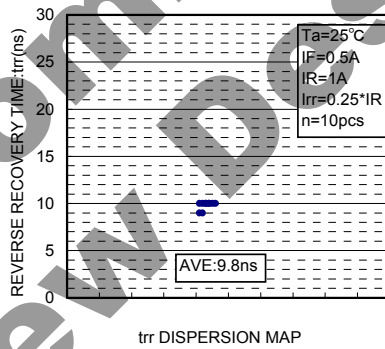 30
25
20
15
10
5
0
REVERSE RECOVERY TIME:trr(ns)
Ta=25°C
IF=0.5A
IR=1A
Irr=0.25*IR
n=10pcs
AVE:9.8ns
trr DISPERSION MAP